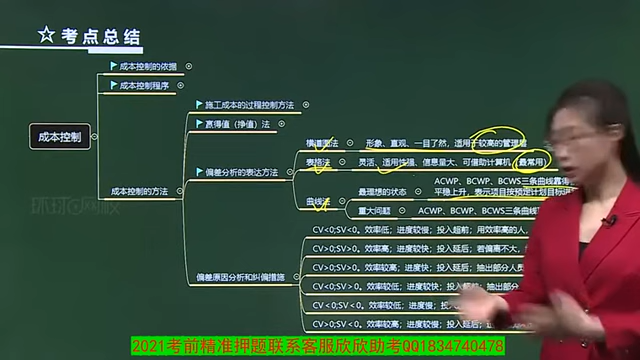 ☆考点总结
成本控制的依据
成本控制程序
成本控制
施工成本的过程控制方法
赢得值（挣值）法
横道图法 形象、直观、一目了然，适用于较高的管理
偏差分析的表达方法
表格法 灵活、适用性强、信息量大、可借助计算机（最常用）
成本控制的方法
ACWP、BCWP、BCWS三条曲线靠得
最理想的状态 平稳上升，表示项目按预定计划目标
曲线法
重大问题 ACWP、BCWP、BCWS三条曲
环球网校
CV<0;SV<0。效率低；进度较慢；投入超前；用效率高的人，
CV>0;SV<0。效率高；进度较慢；投入延后；若偏离不大，
CV>0;SV>0。效率较高；进度快；投入超前；抽出部分人员
偏差原因分析和纠偏措施
CV<0;SV>0。效率较低；进度较快；投入超前；抽出部
CV<0;SV<0。效率较低；进度慢；投
CV>0;SV>0。效率较高；进度较快；投入延后；
2021考前精准押题联系客服欣欣助考QQ1834740478